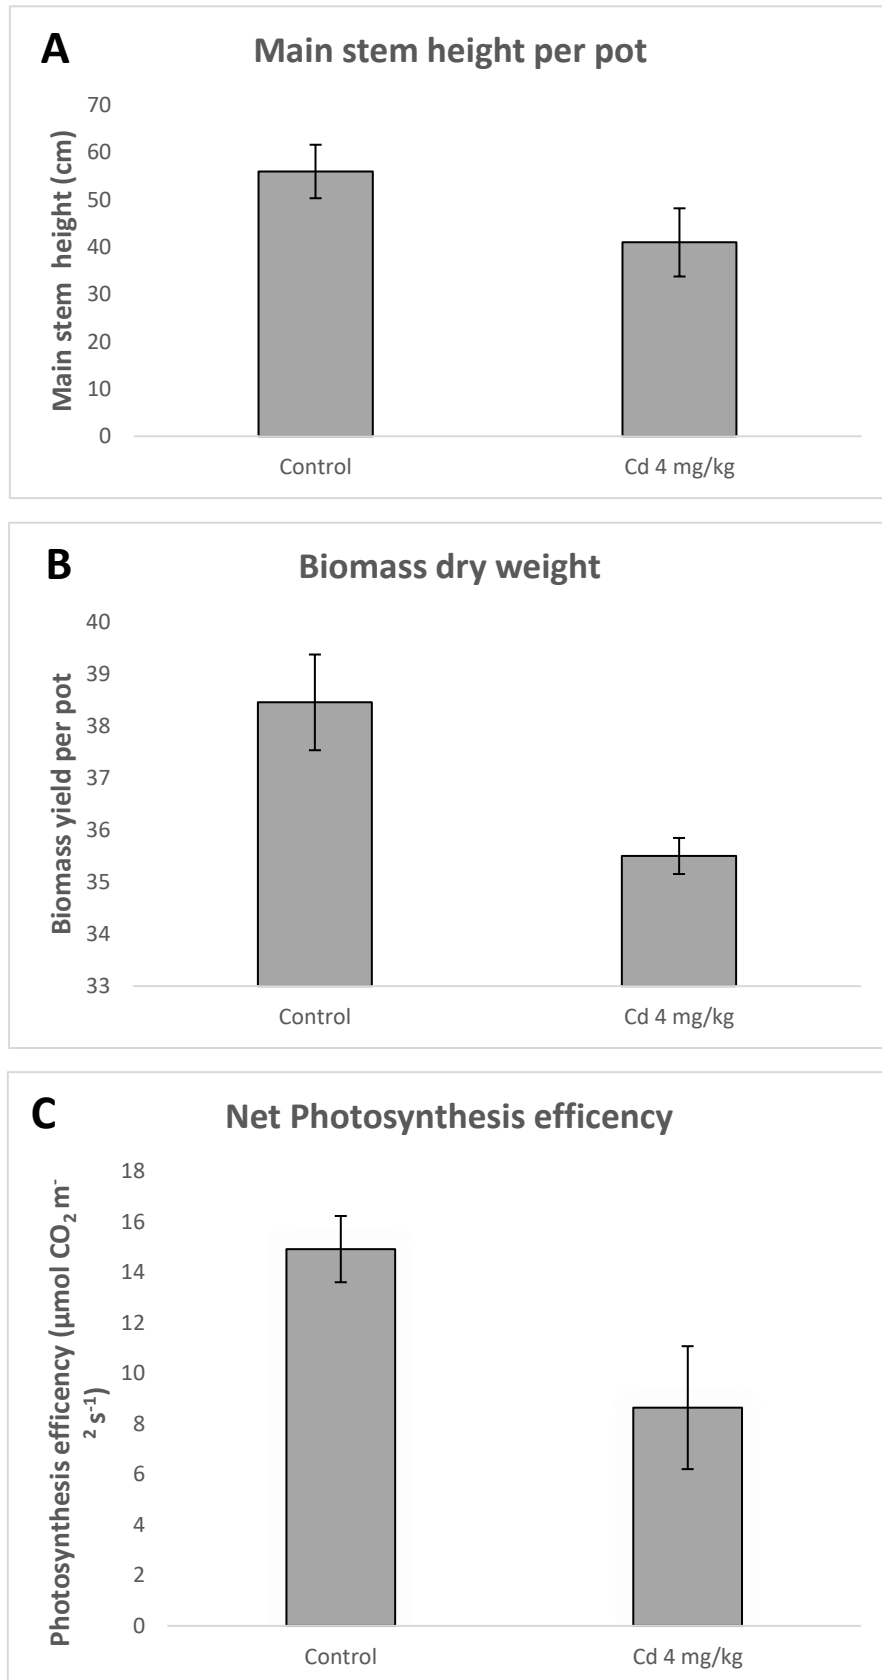 A
Main stem height per pot
Main stem height (cm)
70
60
50
40
30
20
10
0
Control
Cd 4 mg/kg
B
Biomass dry weight
Biomass yield per pot
40
39
38
37
36
35
34
33
Control
Cd 4 mg/kg
C
Net Photosynthesis efficency
Photosynthesis efficency (µmol CO₂ m⁻
² s⁻¹)
18
16
14
12
10
8
6
4
2
0
Control
Cd 4 mg/kg